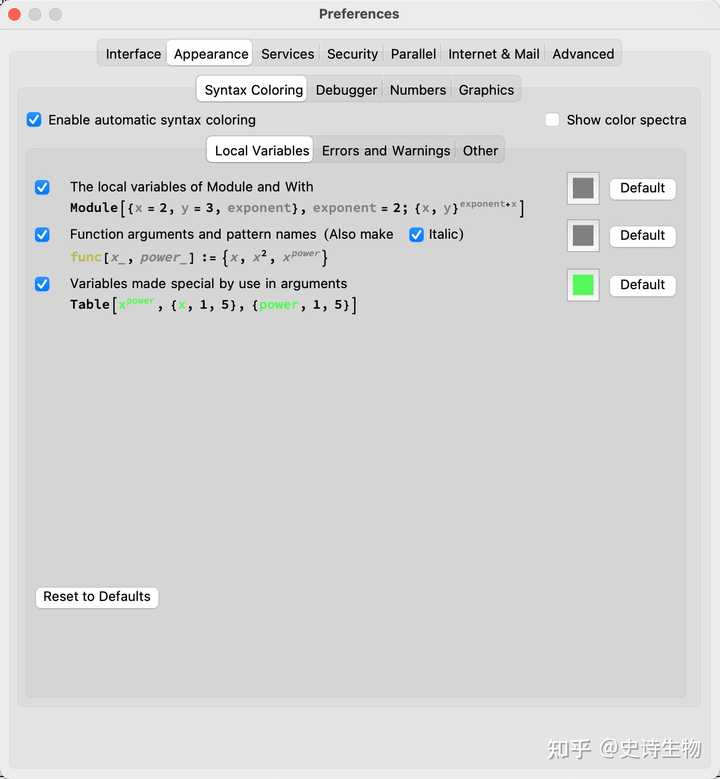 Preferences
Interface Appearance Services Security Parallel Internet & Mail Advanced
Syntax Coloring Debugger Numbers Graphics
Enable automatic syntax coloring Show color spectra
Local Variables Errors and Warnings Other
The local variables of Module and With Default
Module[{x = 2, y = 3, exponent}, exponent = 2; {x, y}^exponent+x]
Function arguments and pattern names (Also make Italic) Default
func[x_, power_] := {x, x², x^power}
Variables made special by use in arguments Default
Table[x^power, {x, 1, 5}, {power, 1, 5}]
Reset to Defaults
知乎 @史诗生物